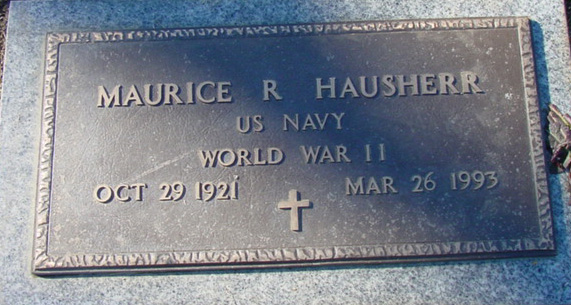 MAURICE R HAUSHERR
US NAVY
WORLD WAR II
OCT 29 1921 MAR 26 1993